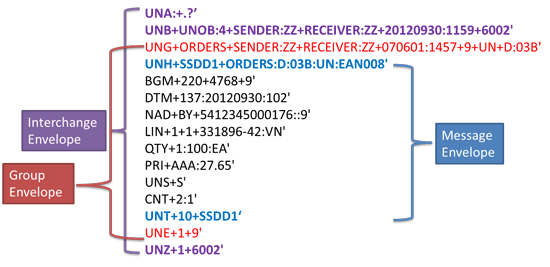 UNA:+.?’
UNB+UNOB:4+SENDER:ZZ+RECEIVER:ZZ+20120930:1159+6002'
UNG+ORDERS+SENDER:ZZ+RECEIVER:ZZ+070601:1457+9+UN+D:03B'
UNH+SSDD1+ORDERS:D:03B:UN:EAN008'
BGM+220+4768+9'
DTM+137:20120930:102'
NAD+BY+5412345000176::9'
LIN+1+1+331896-42:VN'
QTY+1:100:EA'
PRI+AAA:27.65'
UNS+S'
CNT+2:1'
UNT+10+SSDD1‘
UNE+1+9'
UNZ+1+6002'
Interchange
Envelope
Group
Envelope
Message
Envelope